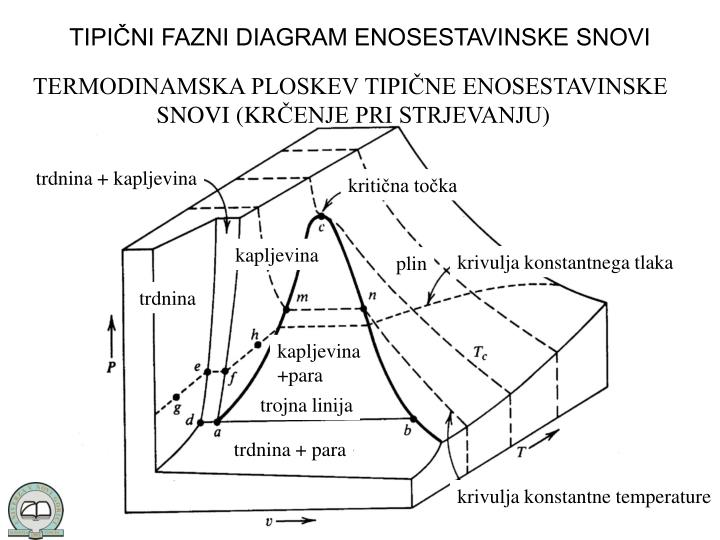 TIPIČNI FAZNI DIAGRAM ENOSESTAVINSKE SNOVI
TERMODINAMSKA PLOSKEV TIPIČNE ENOSESTAVINSKE
SNOVI (KRČENJE PRI STRJEVANJU)
trdnina + kapljevina
kritična točka
c
kapljevina
plin
krivulja konstantnega tlaka
trdnina
m
n
h
P
kapljevina
+para
Tc
e
f
g
trojna linija
d
a
b
trdnina + para
T
krivulja konstantne temperature
v